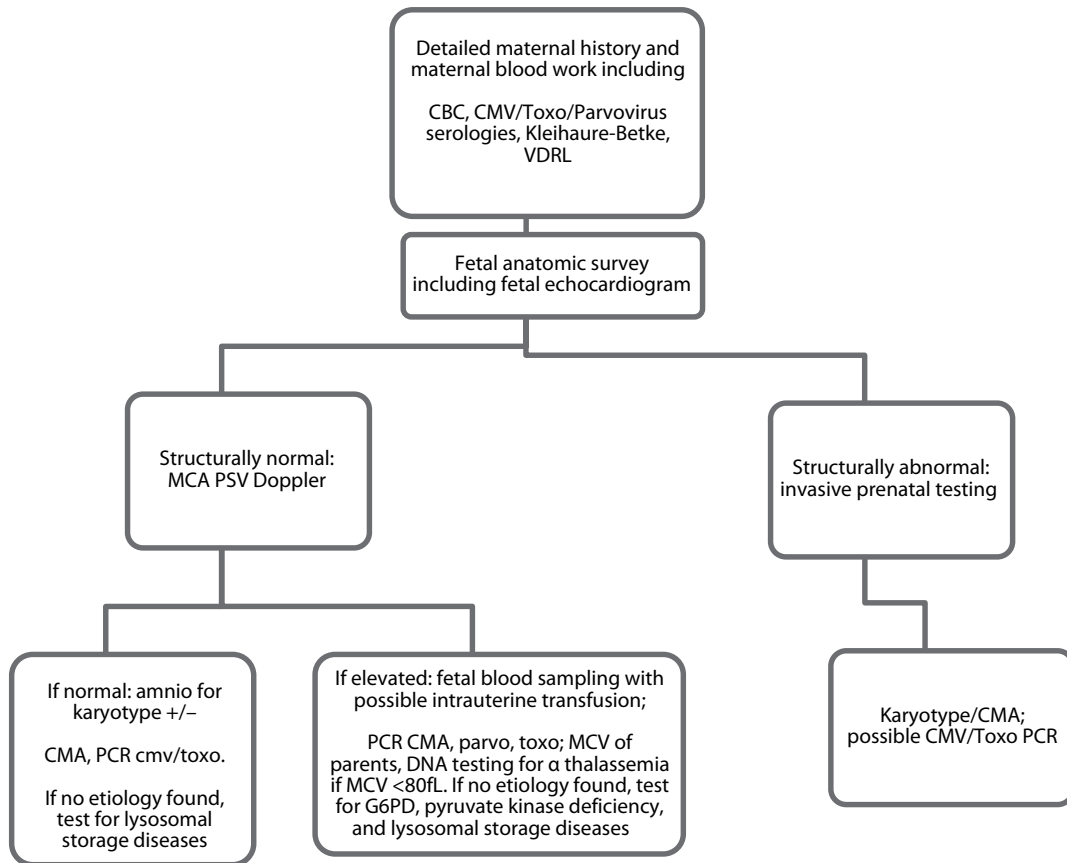 Detailed maternal history and
maternal blood work including
CBC, CMV/Toxo/Parvovirus
serologies, Kleihaure-Betke,
VDRL
Fetal anatomic survey
including fetal echocardiogram
Structurally normal:
MCA PSV Doppler
Structurally abnormal:
invasive prenatal testing
If normal: amnio for
karyotype +/–
CMA, PCR cmv/toxo.
If no etiology found,
test for lysosomal
storage diseases
If elevated: fetal blood sampling with
possible intrauterine transfusion;
PCR CMA, parvo, toxo; MCV of
parents, DNA testing for α thalassemia
if MCV <80fL. If no etiology found, test
for G6PD, pyruvate kinase deficiency,
and lysosomal storage diseases
Karyotype/CMA;
possible CMV/Toxo PCR